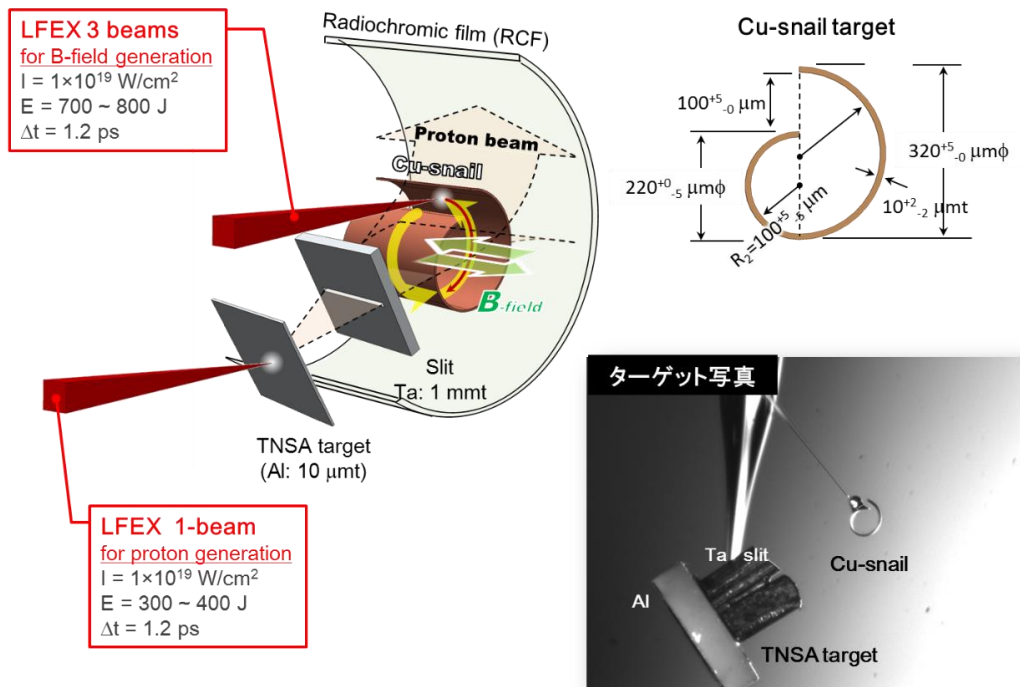 LFEX 3 beams
for B-field generation
I = 1×10¹⁹ W/cm²
E = 700 ~ 800 J
Δt = 1.2 ps
Radiochromic film (RCF)
Proton beam
Cu-snail
B-field
Slit
Ta: 1 mmt
TNSA target
(Al: 10 μmt)
LFEX 1-beam
for proton generation
I = 1×10¹⁹ W/cm²
E = 300 ~ 400 J
Δt = 1.2 ps
Cu-snail target
100⁺⁵₋₀ μm
220⁺⁰₋₅ μmϕ
320⁺⁵₋₀ μmϕ
10⁺²₋₂ μmt
R₂=100⁺⁵₋₅ μm
ターゲット写真
Ta slit
Cu-snail
Al
TNSA target